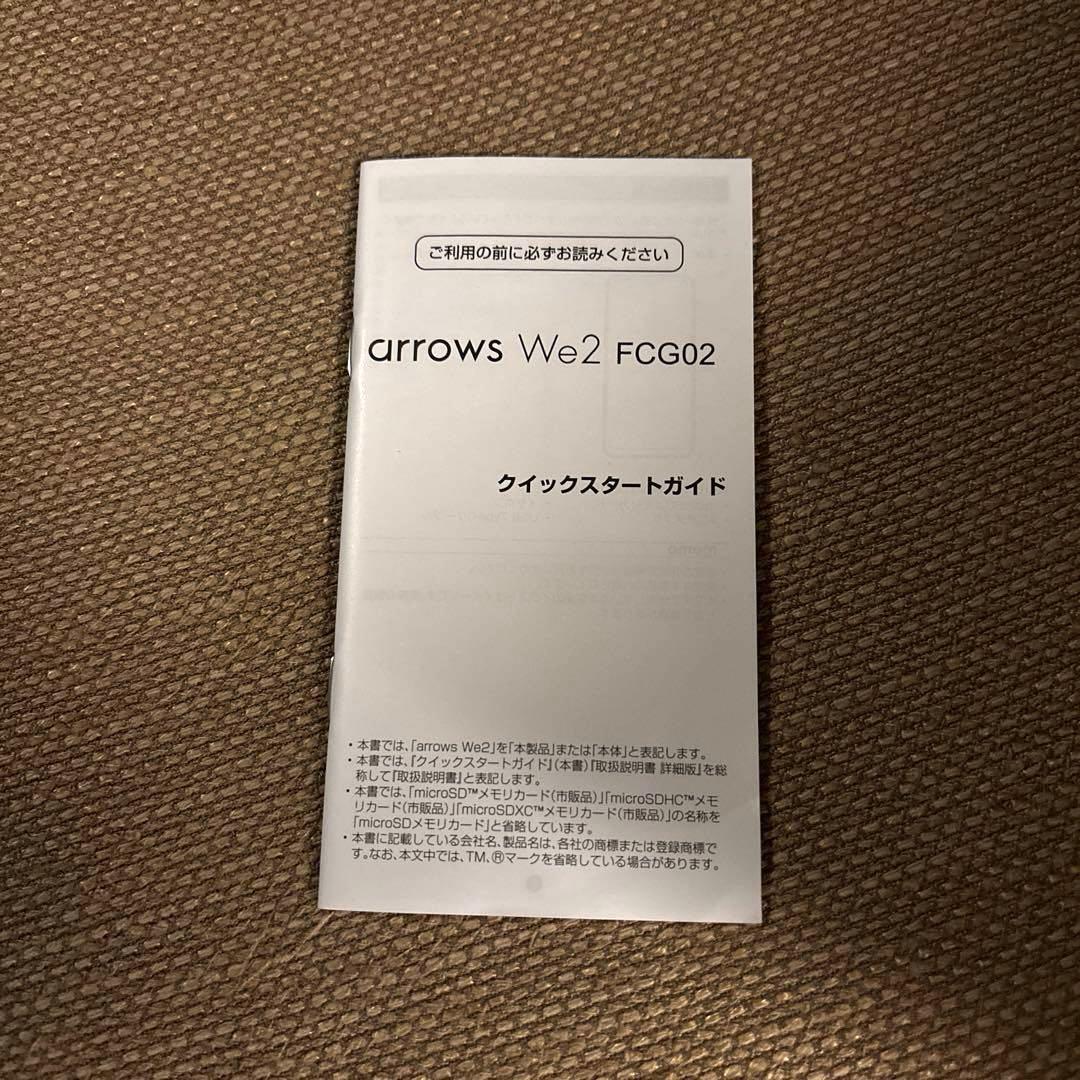 ご利用の前に必ずお読みください
arrows We2 FCG02
クイックスタートガイド
・本書では、｢arrows We2｣を｢本製品｣または｢本体｣と表記します。
・本書では、『クイックスタートガイド』（本書）『取扱説明書 詳細版』を総
称して『取扱説明書』と表記します。
・本書では、｢microSD™メモリカード（市販品）｣｢microSDHC™メモ
リカード（市販品）｣｢microSDXC™メモリカード（市販品）｣の名称を
｢microSDメモリカード｣と省略しています。
・本書に記載している会社名、製品名は、各社の商標または登録商標で
す。なお、本文中では、TM、®マークを省略している場合があります。